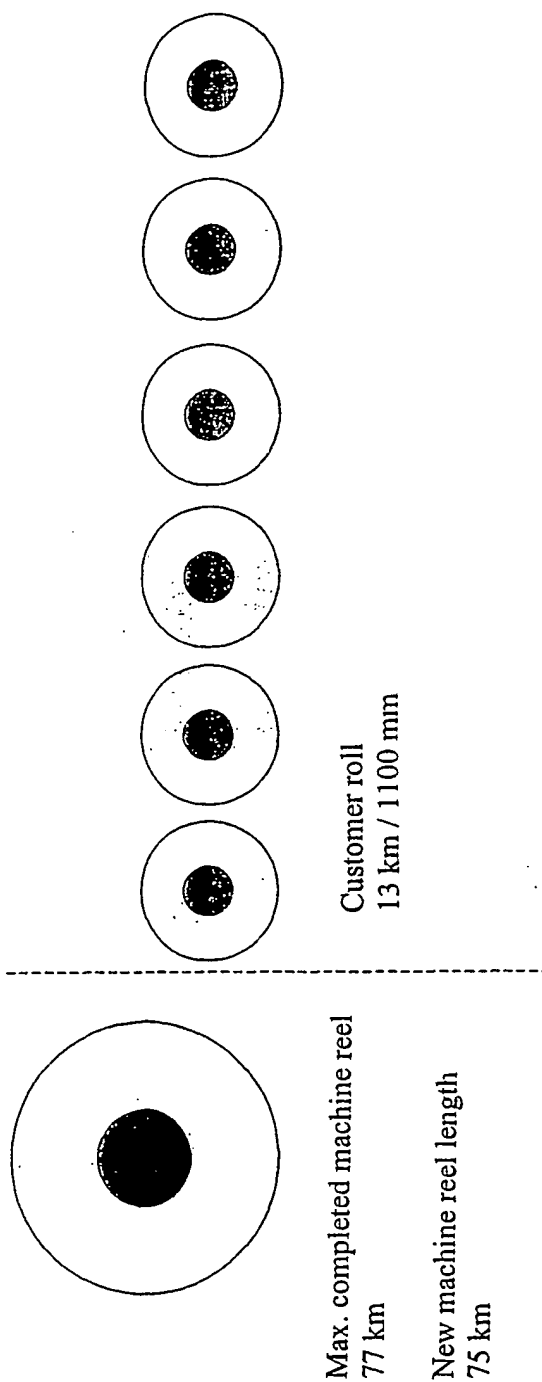 Max. completed machine reel
77 km
New machine reel length
75 km
Customer roll
13 km / 1100 mm